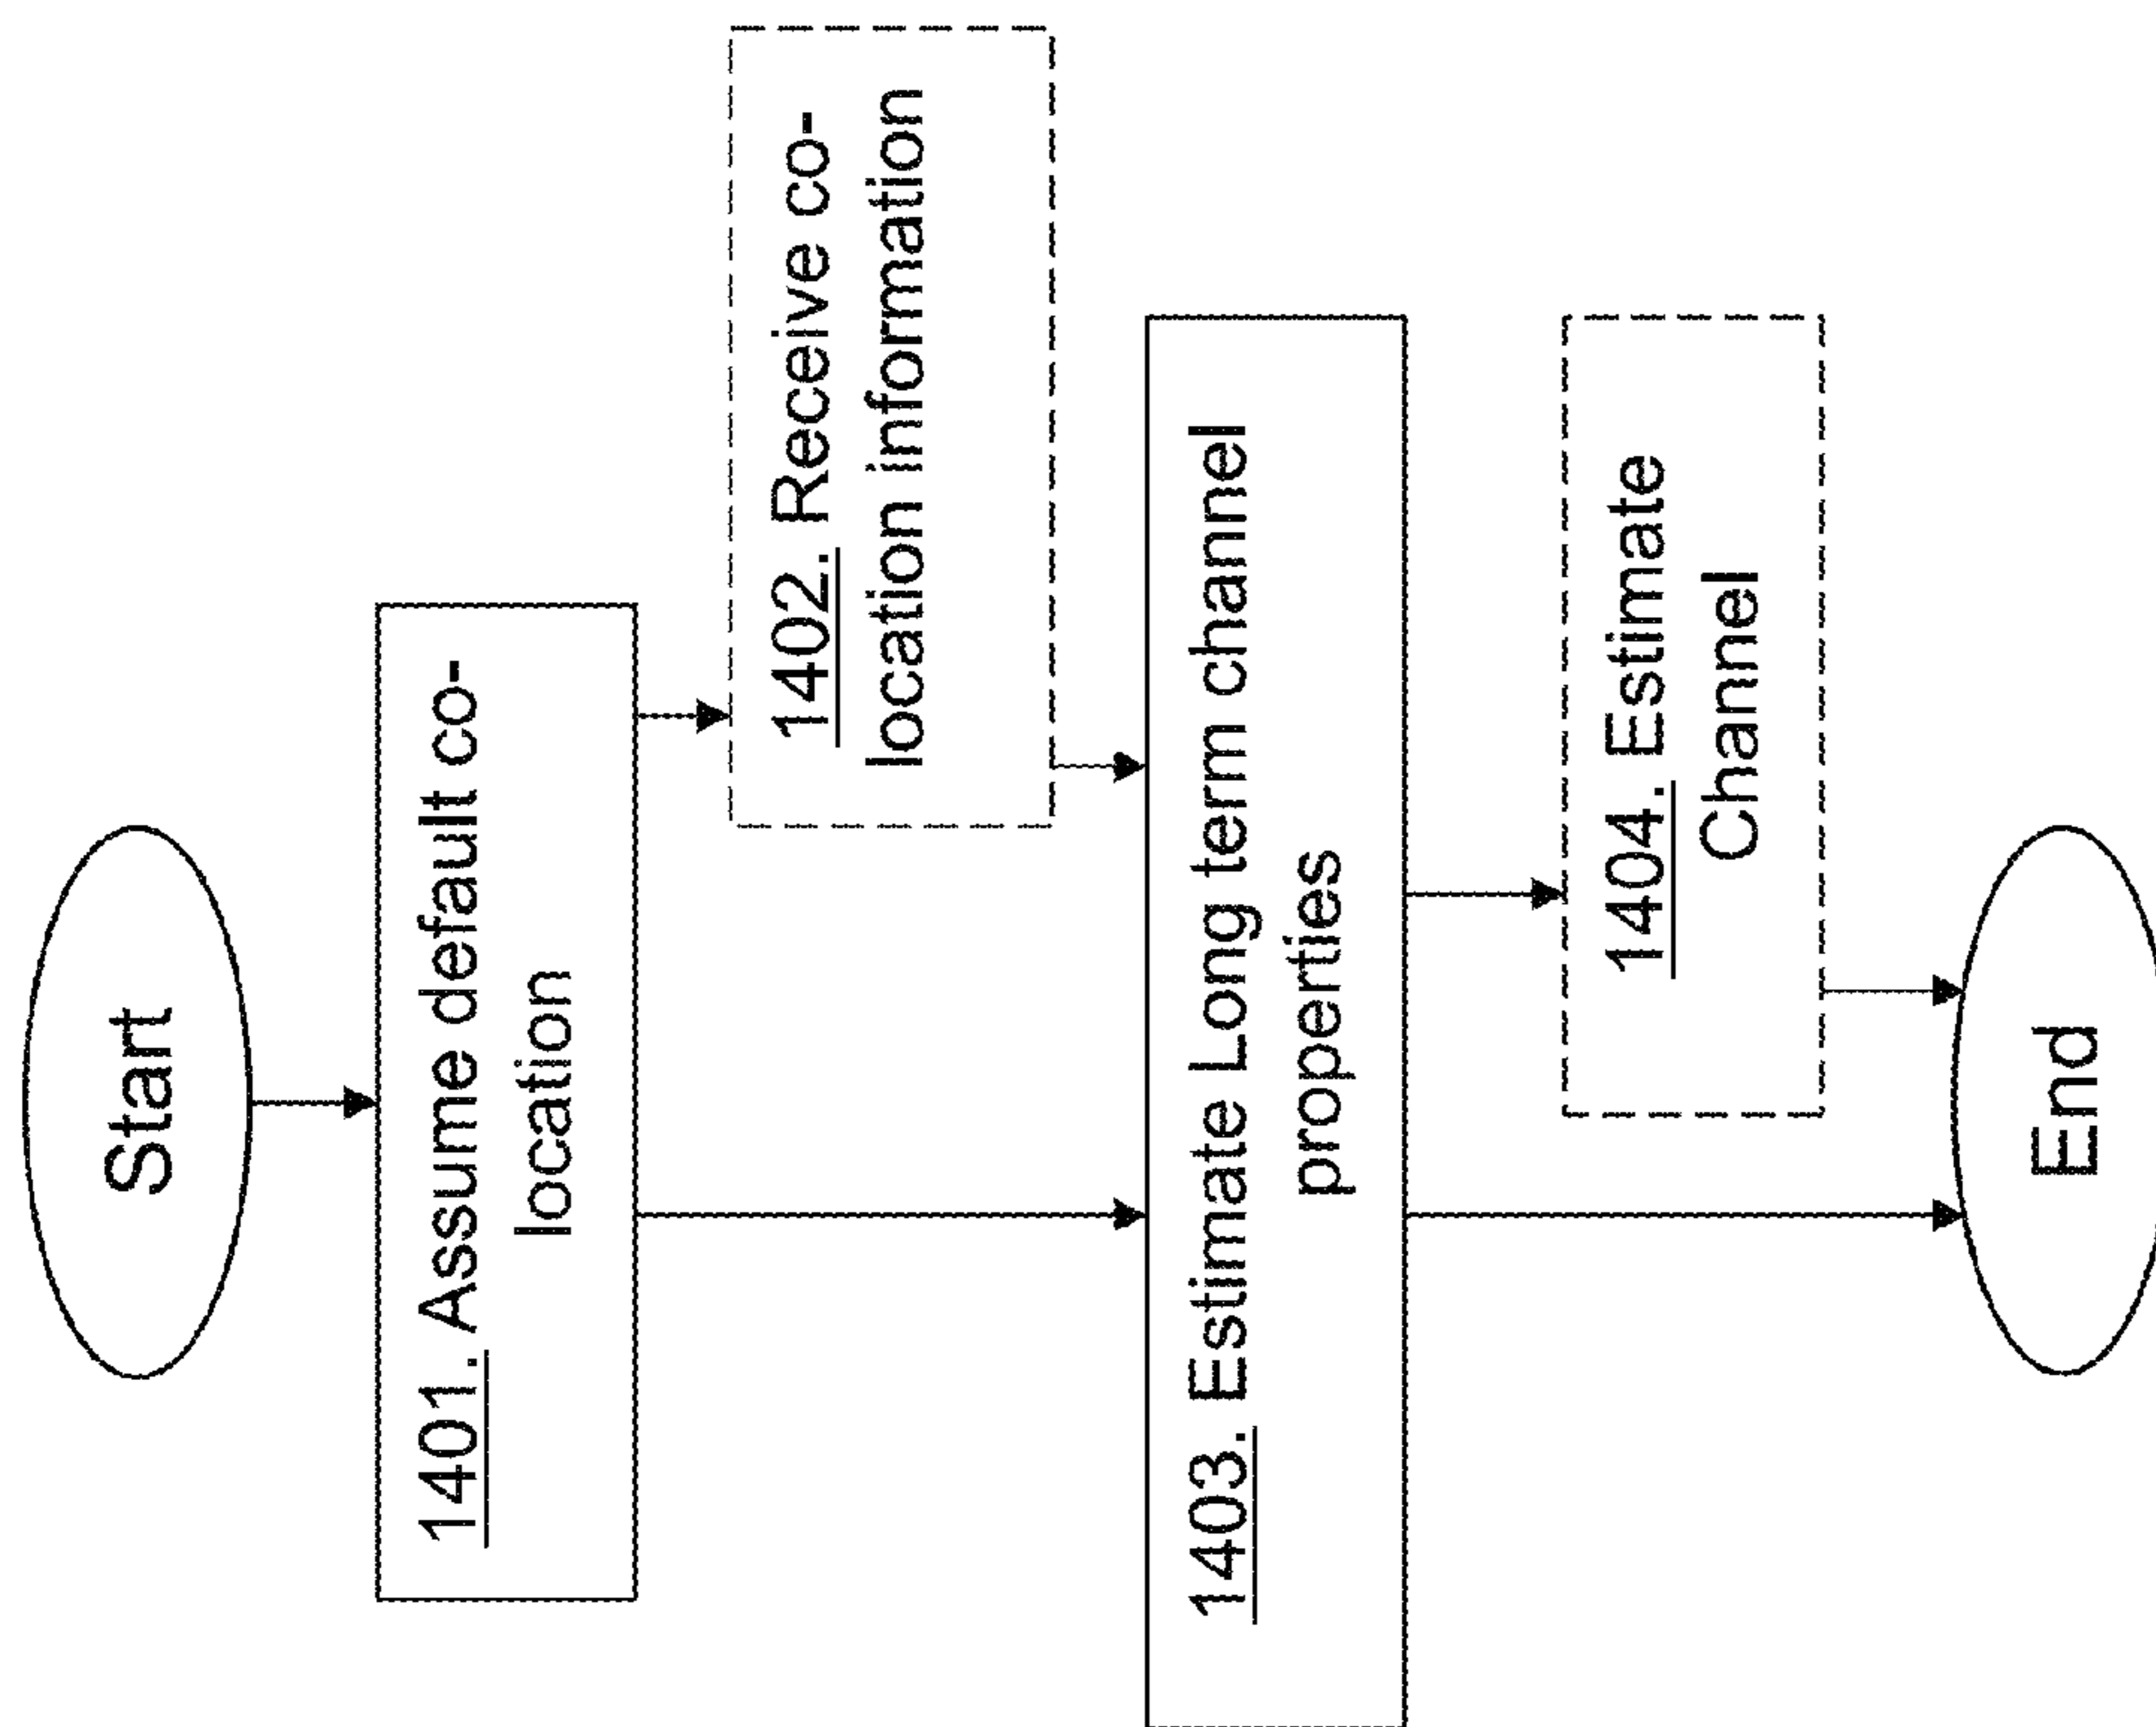 Start
1401. Assume default co-
location
1402. Receive co-
location information
1403. Estimate Long term channel
properties
1404. Estimate
Channel
End